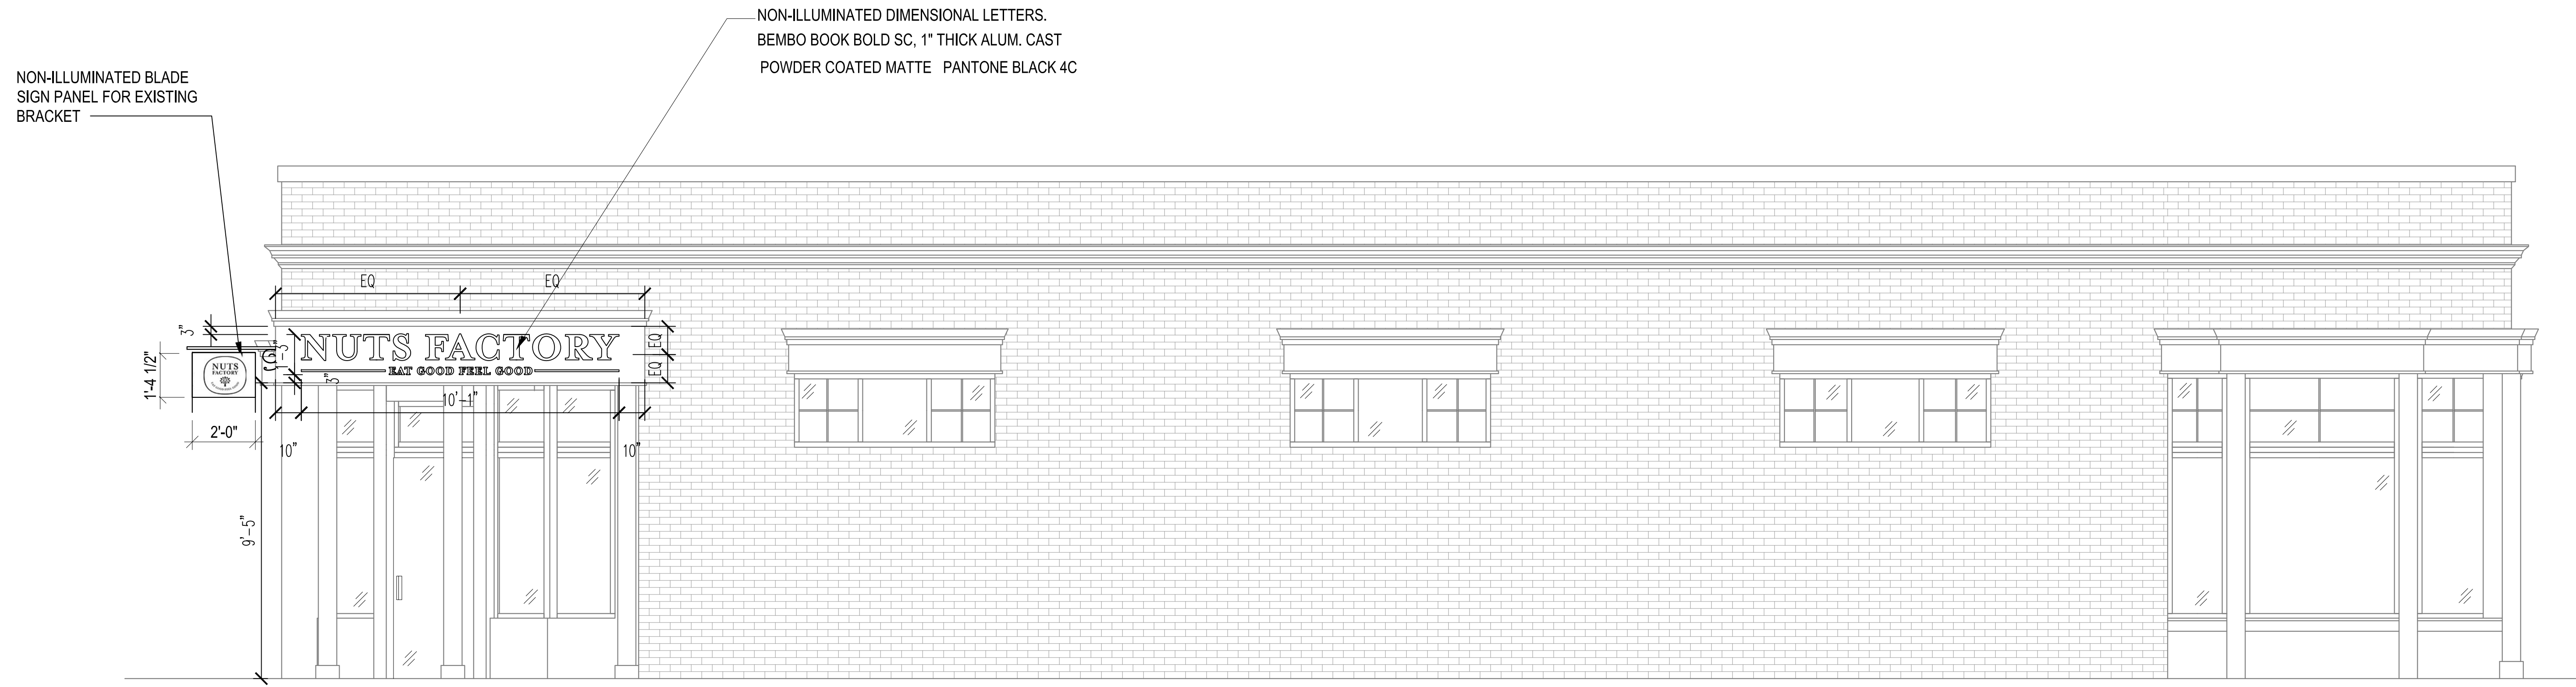 NON-ILLUMINATED DIMENSIONAL LETTERS.
BEMBO BOOK BOLD SC, 1" THICK ALUM. CAST
POWDER COATED MATTE PANTONE BLACK 4C
NON-ILLUMINATED BLADE
SIGN PANEL FOR EXISTING
BRACKET
EQ
EQ
3"
1'-4 1/2"
NUTS
FACTORY
2'-0"
1'-3"
NUTS FACTORY
EAT GOOD FEEL GOOD
EQ
EQ
3"
10'-1"
10"
10"
9'-5"